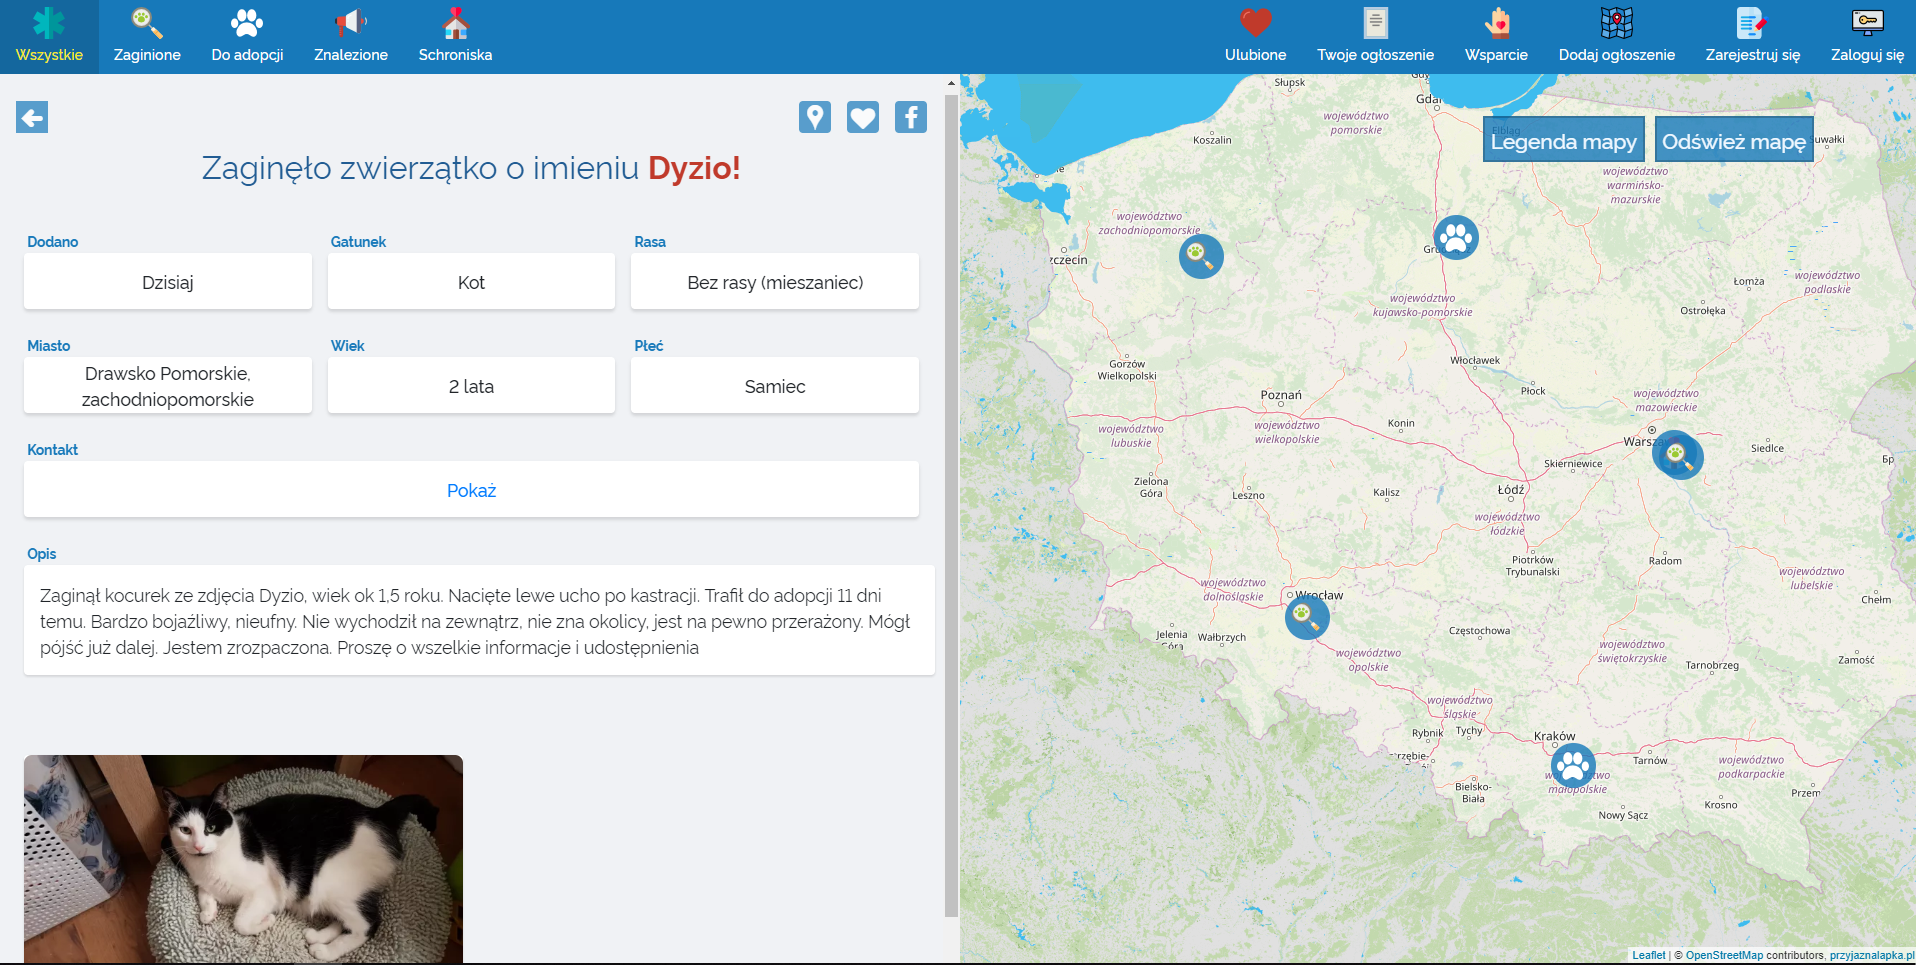 Wszystkie
Zaginione
Do adopcji
Znalezione
Schroniska
Ulubione
Twoje ogłoszenie
Wsparcie
Dodaj ogłoszenie
Zarejestruj się
Zaloguj się
Zaginęło zwierzątko o imieniu Dyzio!
Dodano
Gatunek
Rasa
Dzisiaj
Kot
Bez rasy (mieszaniec)
Miasto
Wiek
Płeć
Drawsko Pomorskie,
zachodniopomorskie
2 lata
Samiec
Kontakt
Pokaż
Opis
Zaginął kocurek ze zdjęcia Dyzio, wiek ok 1,5 roku. Nacięte lewe ucho po kastracji. Trafił do adopcji 11 dni
temu. Bardzo bojaźliwy, nieufny. Nie wychodził na zewnątrz, nie zna okolicy, jest na pewno przerażony. Mógł
pójść już dalej. Jestem zrozpaczona. Proszę o wszelkie informacje i udostępnienia
Legenda mapy
Odśwież mapę
Słupsk
Koszalin
województwo
pomorskie
Elbląg
województwo
warmińsko-
mazurskie
województwo
zachodniopomorskie
województwo
kujawsko-pomorskie
Łomża
województwo
podlaskie
Ostrołęka
Gorzów
Wielkopolski
Włocławek
Płock
Poznań
województwo
mazowieckie
województwo
lubuskie
województwo
wielkopolskie
Konin
Siedlce
Skierniewice
Zielona
Góra
Leszno
Kalisz
Łódź
województwo
łódzkie
Piotrków
Trybunalski
Radom
województwo
lubelskie
Chełm
województwo
dolnośląskie
Wrocław
Jelenia
Góra
Wałbrzych
Częstochowa
województwo
opolskie
województwo
świętokrzyskie
Tarnobrzeg
Zamość
województwo
śląskie
Rybnik
Tychy
Kraków
Tarnów
województwo
podkarpackie
Bielsko-
Biała
województwo
małopolskie
Nowy Sącz
Krosno
Leaflet | © OpenStreetMap contributors, przyjaznalapka.pl